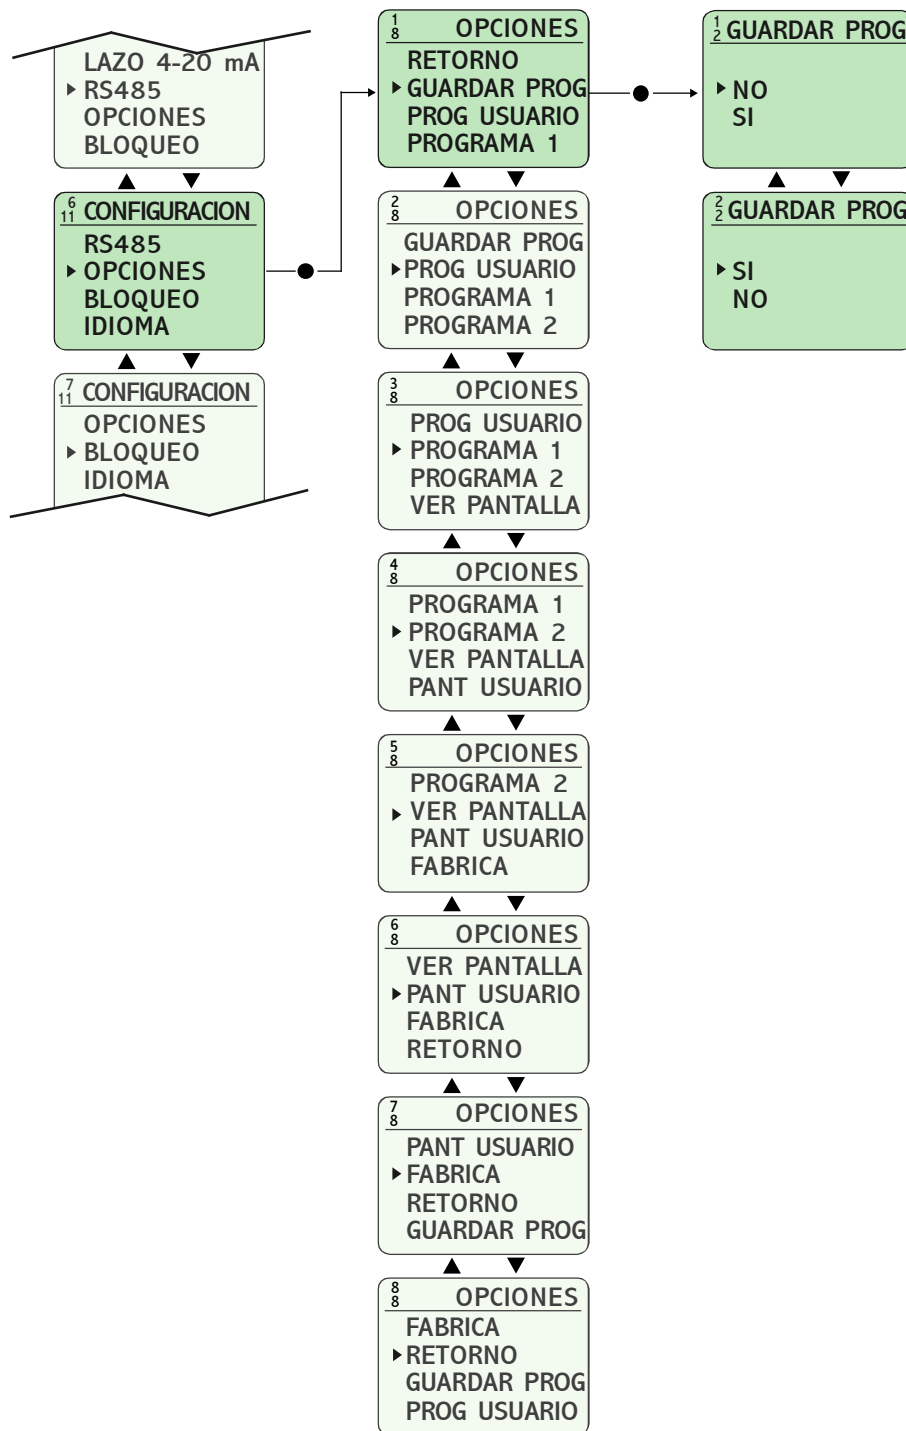 LAZO 4-20 mA
RS485
OPCIONES
BLOQUEO
6
11 CONFIGURACION
RS485
OPCIONES
BLOQUEO
IDIOMA
7
11 CONFIGURACION
OPCIONES
BLOQUEO
IDIOMA
1
8 OPCIONES
RETORNO
GUARDAR PROG
PROG USUARIO
PROGRAMA 1
2
8 OPCIONES
GUARDAR PROG
PROG USUARIO
PROGRAMA 1
PROGRAMA 2
3
8 OPCIONES
PROG USUARIO
PROGRAMA 1
PROGRAMA 2
VER PANTALLA
4
8 OPCIONES
PROGRAMA 1
PROGRAMA 2
VER PANTALLA
PANT USUARIO
5
8 OPCIONES
PROGRAMA 2
VER PANTALLA
PANT USUARIO
FABRICA
6
8 OPCIONES
VER PANTALLA
PANT USUARIO
FABRICA
RETORNO
7
8 OPCIONES
PANT USUARIO
FABRICA
RETORNO
GUARDAR PROG
8
8 OPCIONES
FABRICA
RETORNO
GUARDAR PROG
PROG USUARIO
1
2 GUARDAR PROG
NO
SI
2
2 GUARDAR PROG
SI
NO